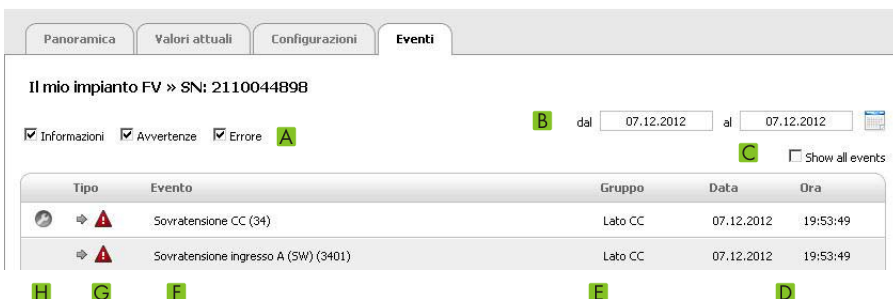 Panoramica Valori attuali Configurazioni Eventi
Il mio impianto FV » SN: 2110044898
B dal 07.12.2012 al 07.12.2012
Informazioni Avvertenze Errore A
C Show all events
Tipo Evento Gruppo Data Ora
Sovratensione CC (34) Lato CC 07.12.2012 19:53:49
Sovratensione ingresso A (SW) (3401) Lato CC 07.12.2012 19:53:49
H G F E D